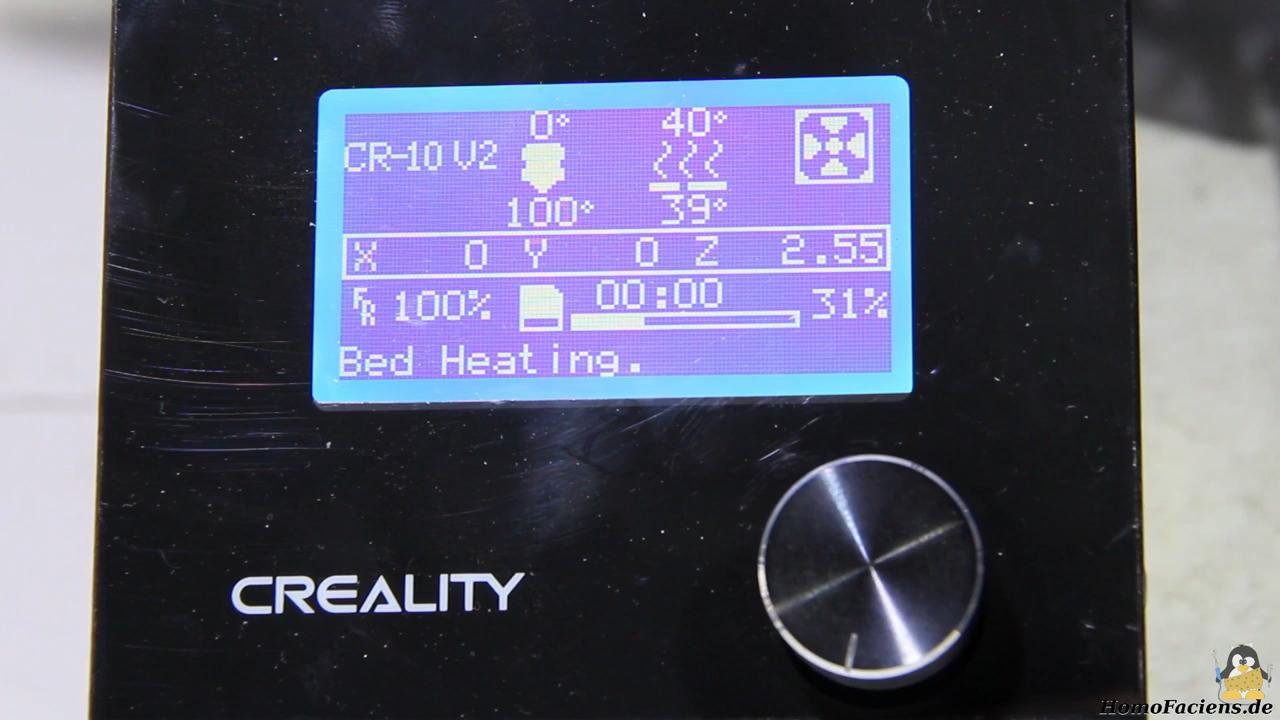 0° 40°
CR-10 V2
100° 39°
X 0 Y 0 Z 2.55
FR 100% 00:00 31%
Bed Heating.
CREALITY
HomoFaciens.de